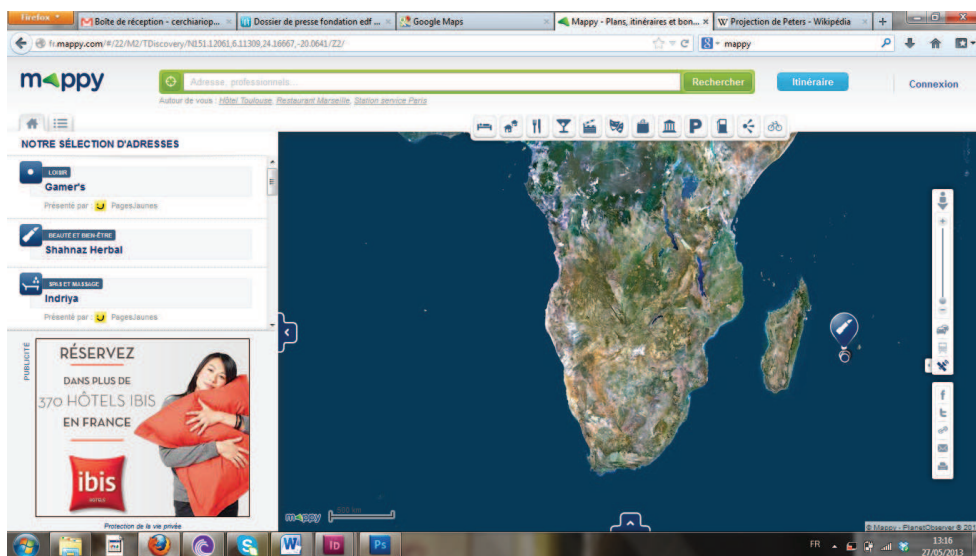 Firefox
Boîte de réception - cerchiariop...
Dossier de presse fondation edf ...
Google Maps
Mappy - Plans, itinéraires et bon...
W Projection de Peters - Wikipédia
fr.mappy.com/#/22/M2/TDiscovery/N151.12061,6.11309,24.16667,-20.0641/Z2/
mappy
mappy
Adresse, professionnels...
Rechercher
Itinéraire
Connexion
Autour de vous : Hôtel Toulouse, Restaurant Marseille, Station service Paris
NOTRE SÉLECTION D'ADRESSES
LOISIR
Gamer's
Présenté par : PagesJaunes
BEAUTÉ ET BIEN-ÊTRE
Shahnaz Herbal
SPAS ET MASSAGE
Indriya
Présenté par : PagesJaunes
PUBLICITÉ
RÉSERVEZ
DANS PLUS DE
370 HÔTELS IBIS
EN FRANCE
ibis
HOTELS
Protection de la vie privée
mappy
500 km
© Mappy - PlanetObserver © 201
P
f
t
W
ID
Ps
FR
13:16
27/05/2013